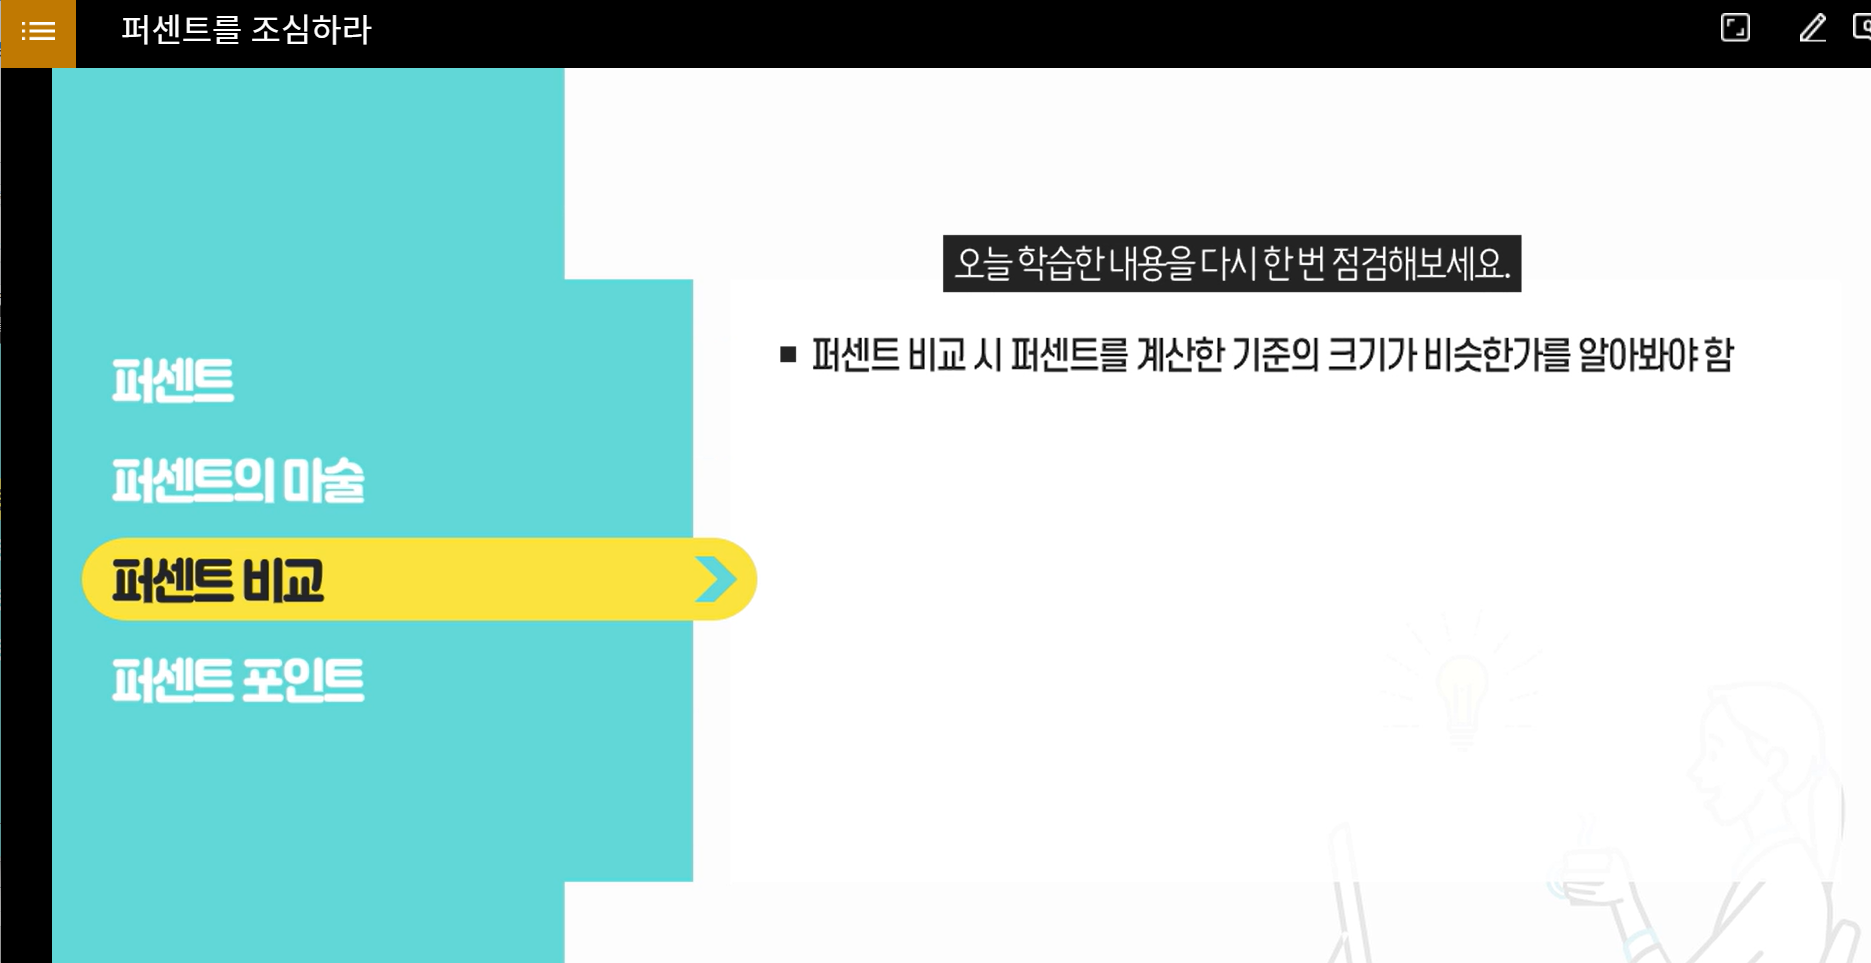 퍼센트를 조심하라
오늘 학습한 내용을 다시 한 번 점검해보세요.
퍼센트
퍼센트의 마술
퍼센트 비교
퍼센트 포인트
■ 퍼센트 비교 시 퍼센트를 계산한 기준의 크기가 비슷한가를 알아봐야 함